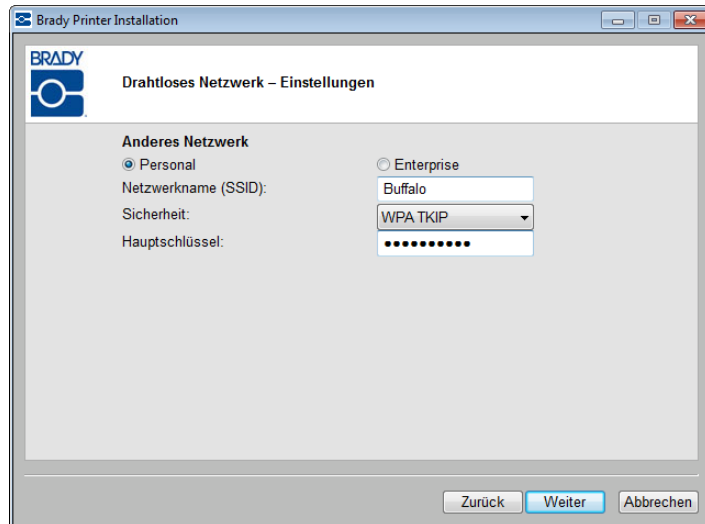 Brady Printer Installation
BRADY
Drahtloses Netzwerk – Einstellungen
Anderes Netzwerk
Personal Enterprise
Netzwerkname (SSID): Buffalo
Sicherheit: WPA TKIP
Hauptschlüssel: ●●●●●●●●●●
Zurück Weiter Abbrechen